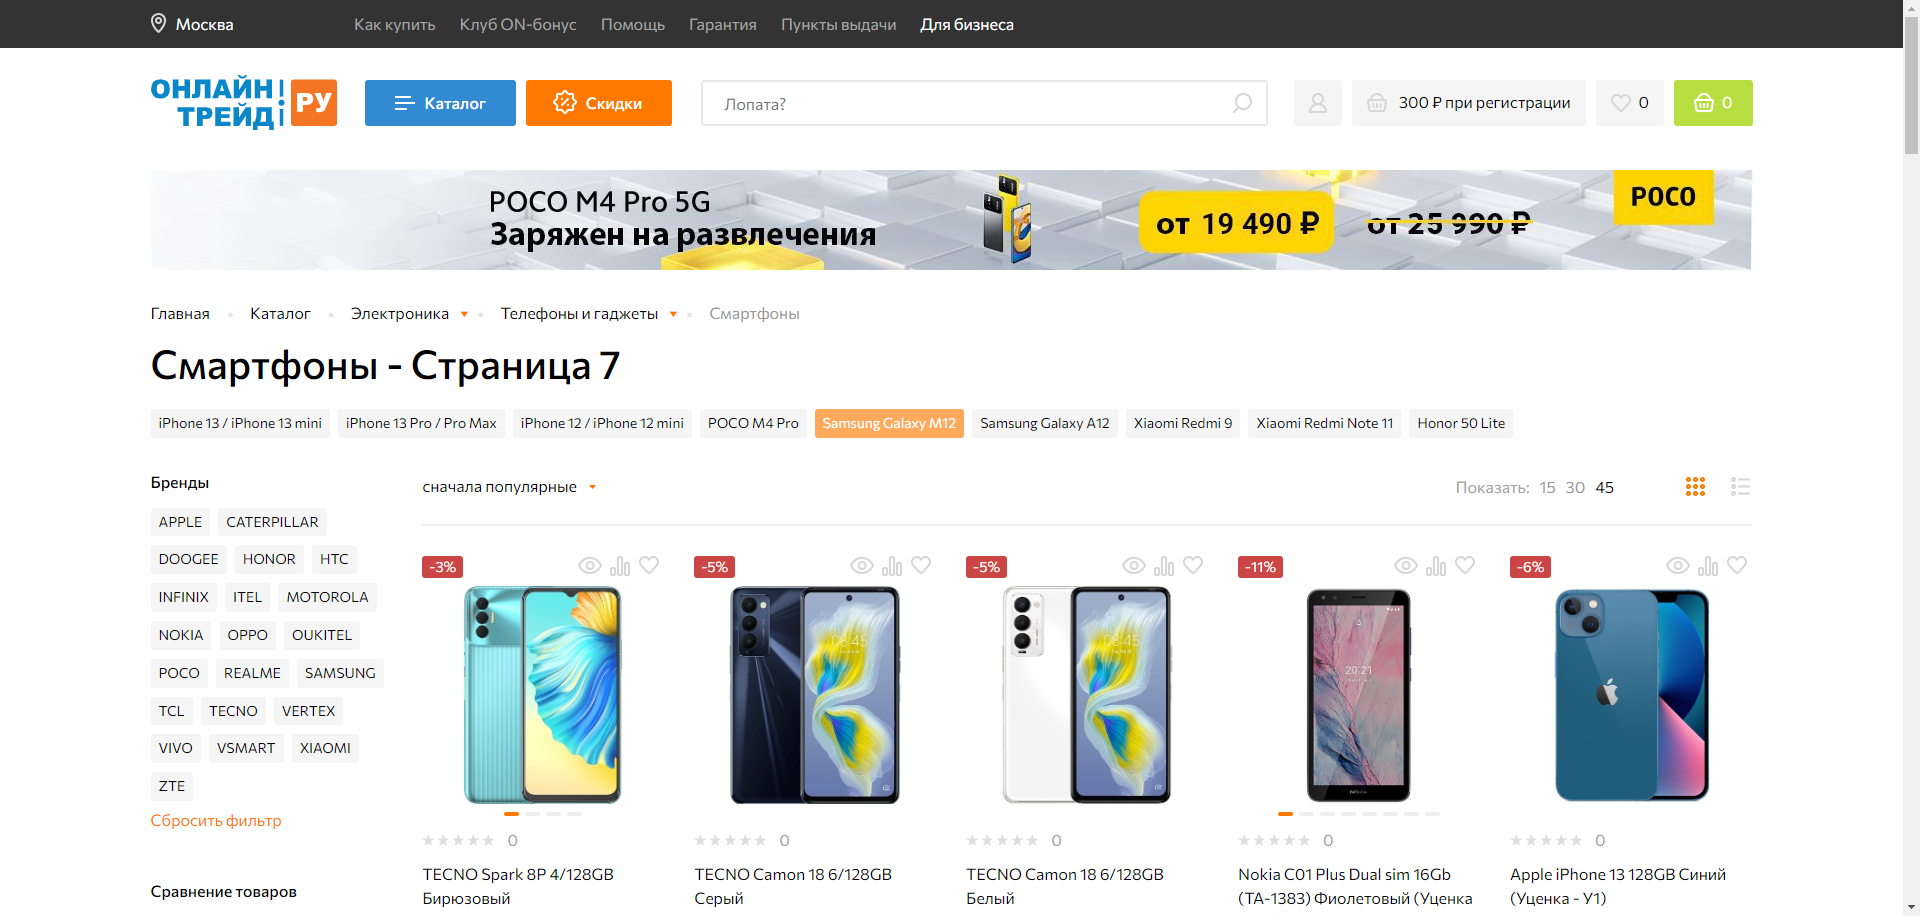 Москва
Как купить Клуб ON-бонус Помощь Гарантия Пункты выдачи Для бизнеса
ОНЛАЙН ТРЕЙД РУ
Каталог
Скидки
Лопата?
300 ₽ при регистрации
0
0
POCO M4 Pro 5G
Заряжен на развлечения
от 19 490 ₽
от 25 990 ₽
POCO
Главная Каталог Электроника Телефоны и гаджеты Смартфоны
Смартфоны - Страница 7
iPhone 13 / iPhone 13 mini iPhone 13 Pro / Pro Max iPhone 12 / iPhone 12 mini POCO M4 Pro Samsung Galaxy M12 Samsung Galaxy A12 Xiaomi Redmi 9 Xiaomi Redmi Note 11 Honor 50 Lite
Бренды
APPLE CATERPILLAR
DOOGEE HONOR HTC
INFINIX ITEL MOTOROLA
NOKIA OPPO OUKITEL
POCO REALME SAMSUNG
TCL TECNO VERTEX
VIVO VSMART XIAOMI
ZTE
Сбросить фильтр
Сравнение товаров
сначала популярные
Показать: 15 30 45
-3%
-5%
-5%
-11%
-6%
08:45
08:45
20:21
NOKIA
0
0
0
0
0
TECNO Spark 8P 4/128GB
Бирюзовый
TECNO Camon 18 6/128GB
Серый
TECNO Camon 18 6/128GB
Белый
Nokia C01 Plus Dual sim 16Gb
(TA-1383) Фиолетовый (Уценка
Apple iPhone 13 128GB Синий
(Уценка - У1)